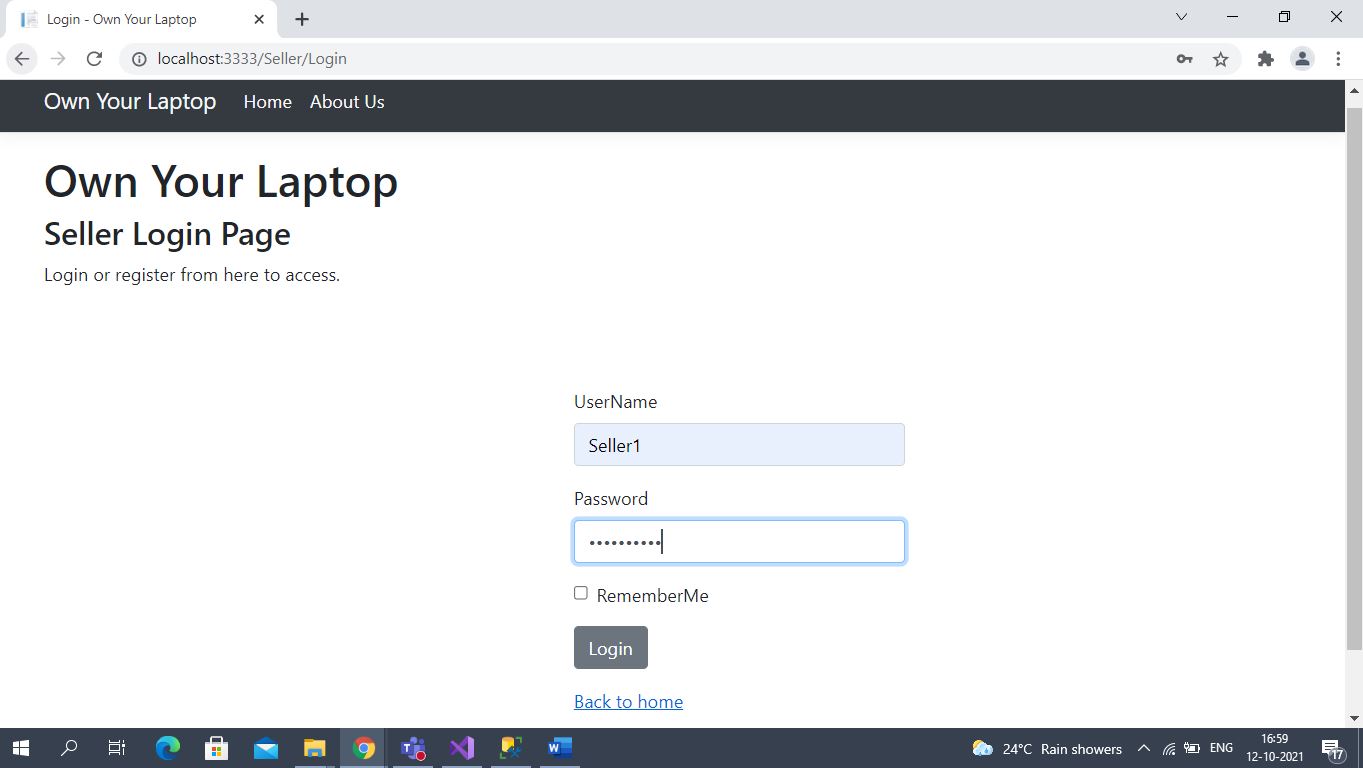 Login - Own Your Laptop
localhost:3333/Seller/Login
Own Your Laptop Home About Us
Own Your Laptop
Seller Login Page
Login or register from here to access.
UserName
Seller1
Password
••••••••••
RememberMe
Login
Back to home
24°C Rain showers ENG 16:59
12-10-2021 17